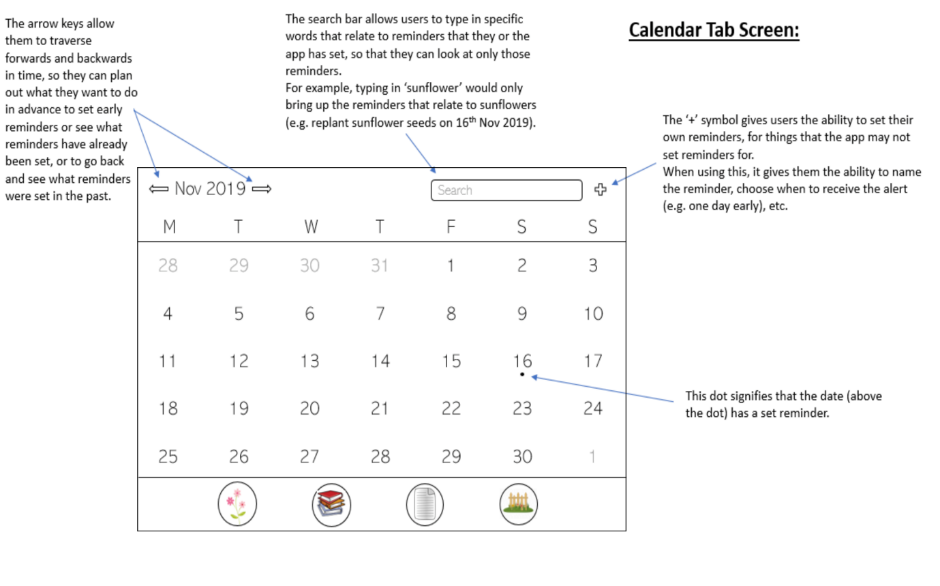 Calendar Tab Screen:
The arrow keys allow
them to traverse
forwards and backwards
in time, so they can plan
out what they want to do
in advance to set early
reminders or see what
reminders have already
been set, or to go back
and see what reminders
were set in the past.
The search bar allows users to type in specific
words that relate to reminders that they or the
app has set, so that they can look at only those
reminders.
For example, typing in ‘sunflower’ would only
bring up the reminders that relate to sunflowers
(e.g. replant sunflower seeds on 16th Nov 2019).
The ‘+’ symbol gives users the ability to set their
own reminders, for things that the app may not
set reminders for.
When using this, it gives them the ability to name
the reminder, choose when to receive the alert
(e.g. one day early), etc.
Nov 2019
Search
M T W T F S S
28 29 30 31 1 2 3
4 5 6 7 8 9 10
11 12 13 14 15 16 17
18 19 20 21 22 23 24
25 26 27 28 29 30 1
This dot signifies that the date (above
the dot) has a set reminder.